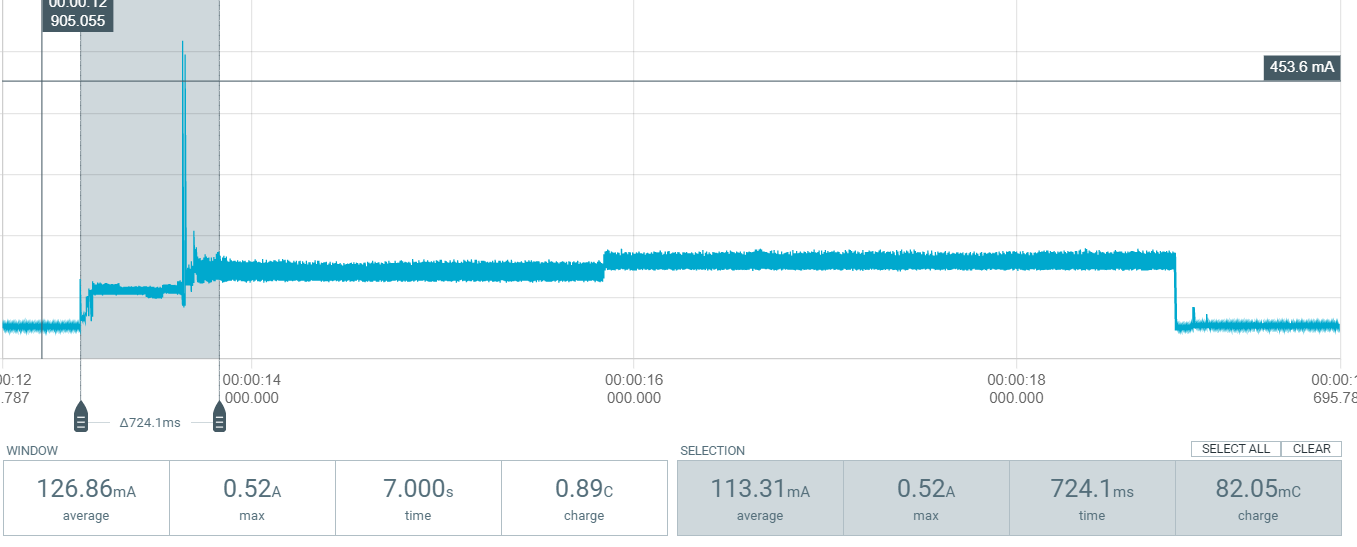 00:00:12
905.055
453.6 mA
00:12
.787
00:00:14
000.000
00:00:16
000.000
00:00:18
000.000
00:00:1
695.78
Δ724.1ms
WINDOW
SELECTION
SELECT ALL
CLEAR
126.86mA
average
0.52A
max
7.000s
time
0.89C
charge
113.31mA
average
0.52A
max
724.1ms
time
82.05mC
charge